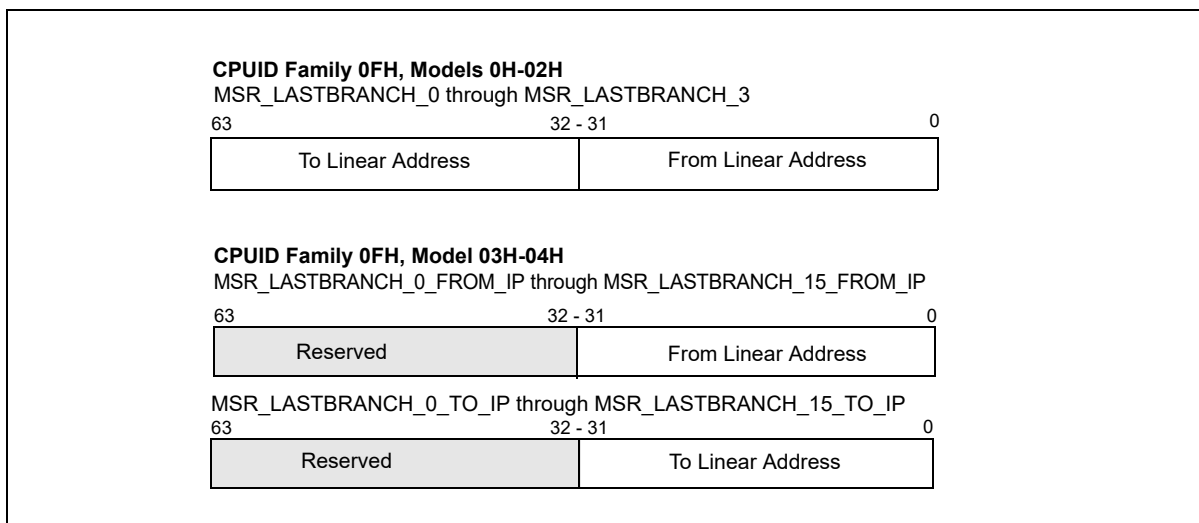 CPUID Family 0FH, Models 0H-02H
MSR_LASTBRANCH_0 through MSR_LASTBRANCH_3
63 32 - 31 0
To Linear Address From Linear Address
CPUID Family 0FH, Model 03H-04H
MSR_LASTBRANCH_0_FROM_IP through MSR_LASTBRANCH_15_FROM_IP
63 32 - 31 0
Reserved From Linear Address
MSR_LASTBRANCH_0_TO_IP through MSR_LASTBRANCH_15_TO_IP
63 32 - 31 0
Reserved To Linear Address